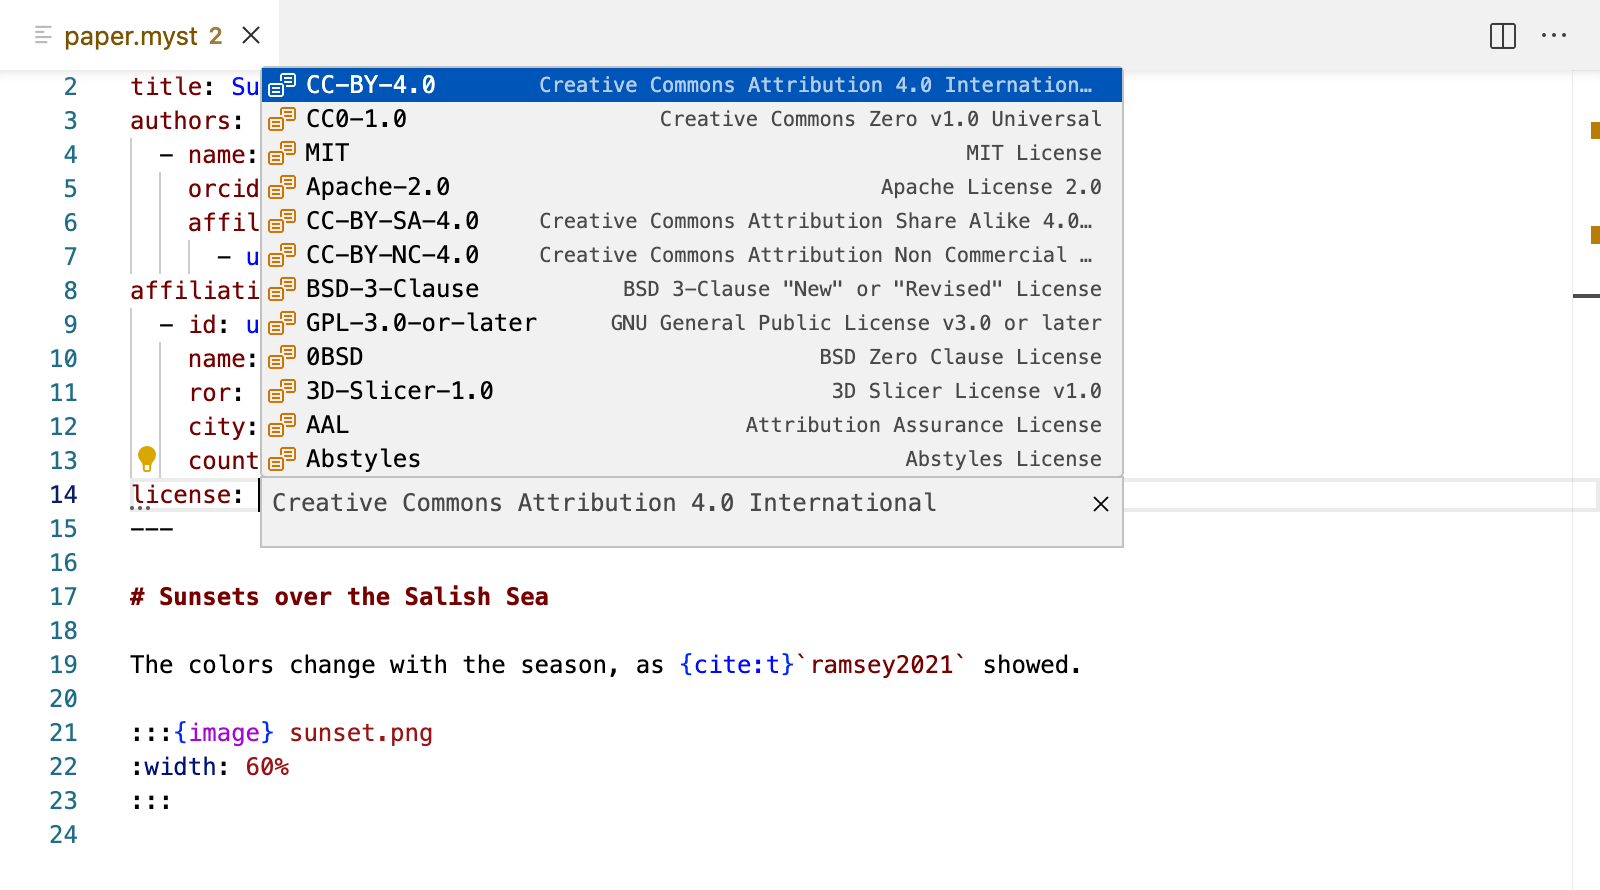 paper.myst 2
2 title: Su
3 authors:
4 - name:
5 orcid
6 affil
7 - u
8 affiliati
9 - id: u
10 name:
11 ror:
12 city:
13 count
14 license:
CC-BY-4.0 Creative Commons Attribution 4.0 Internation…
CC0-1.0 Creative Commons Zero v1.0 Universal
MIT MIT License
Apache-2.0 Apache License 2.0
CC-BY-SA-4.0 Creative Commons Attribution Share Alike 4.0…
CC-BY-NC-4.0 Creative Commons Attribution Non Commercial …
BSD-3-Clause BSD 3-Clause "New" or "Revised" License
GPL-3.0-or-later GNU General Public License v3.0 or later
0BSD BSD Zero Clause License
3D-Slicer-1.0 3D Slicer License v1.0
AAL Attribution Assurance License
Abstyles Abstyles License
Creative Commons Attribution 4.0 International
15 ---
16
17 # Sunsets over the Salish Sea
18
19 The colors change with the season, as {cite:t}`ramsey2021` showed.
20
21 :::{image} sunset.png
22 :width: 60%
23 :::
24